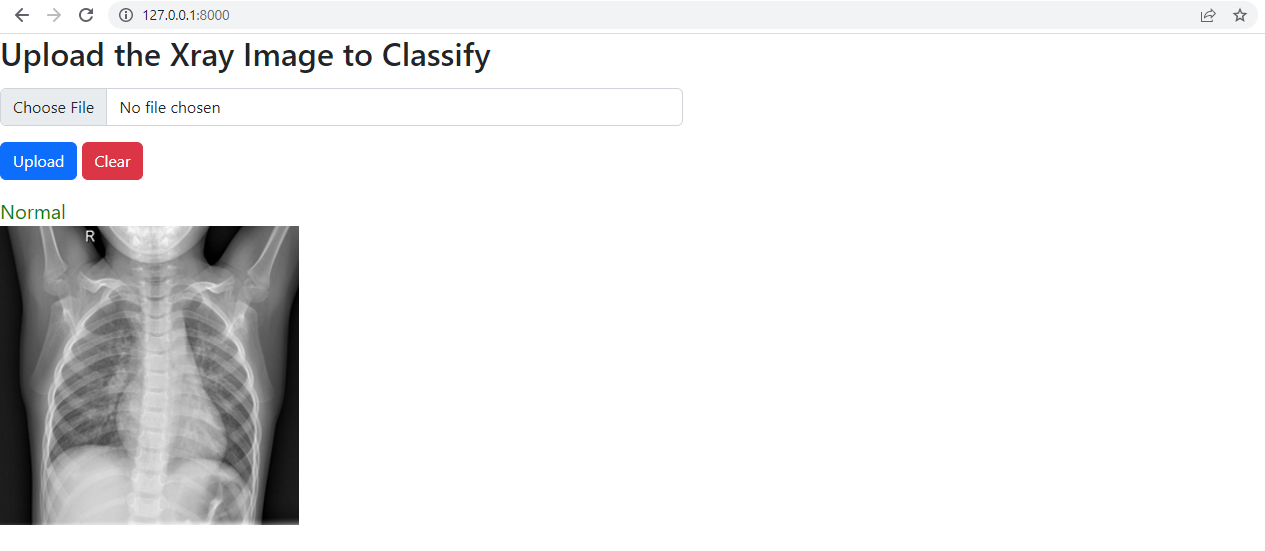 127.0.0.1:8000
Upload the Xray Image to Classify
Choose File No file chosen
Upload Clear
Normal
R